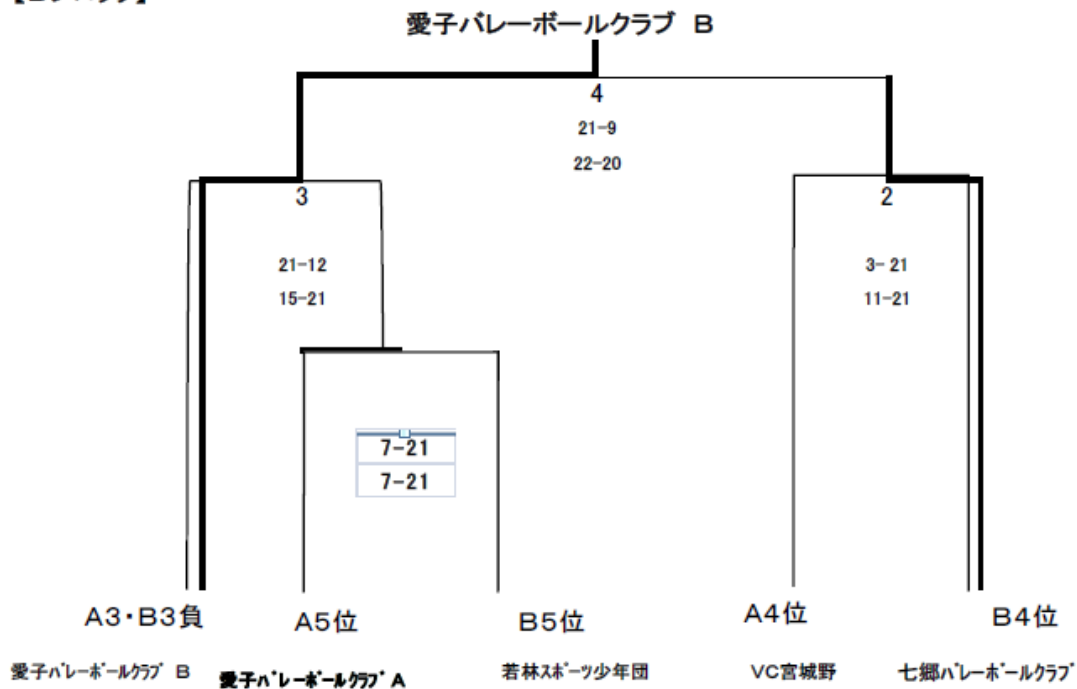 愛子バレーボールクラブ B
4
21-9
22-20
3
2
21-12
15-21
3-21
11-21
7-21
7-21
A3・B3負
A5位
B5位
A4位
B4位
愛子バレーボールクラブ B
愛子バレーボールクラブ A
若林スポーツ少年団
VC宮城野
七郷バレーボールクラブ